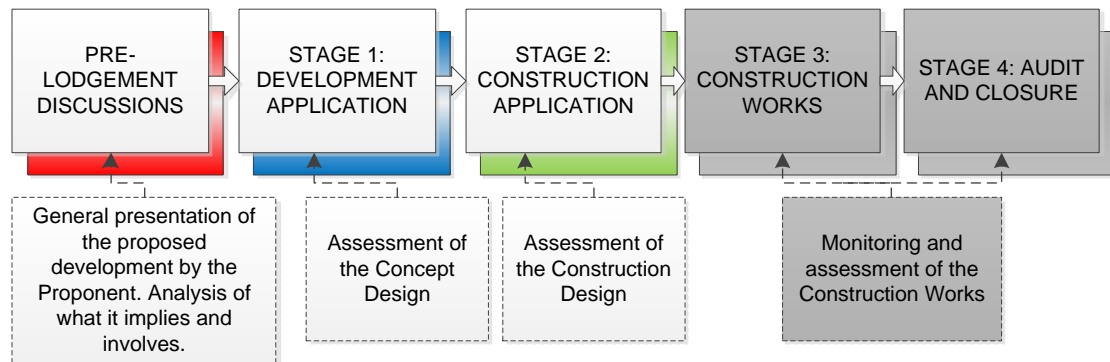 PRE-
LODGEMENT
DISCUSSIONS
STAGE 1:
DEVELOPMENT
APPLICATION
STAGE 2:
CONSTRUCTION
APPLICATION
STAGE 3:
CONSTRUCTION
WORKS
STAGE 4: AUDIT
AND CLOSURE
General presentation of
the proposed
development by the
Proponent. Analysis of
what it implies and
involves.
Assessment of
the Concept
Design
Assessment of
the Construction
Design
Monitoring and
assessment of the
Construction Works